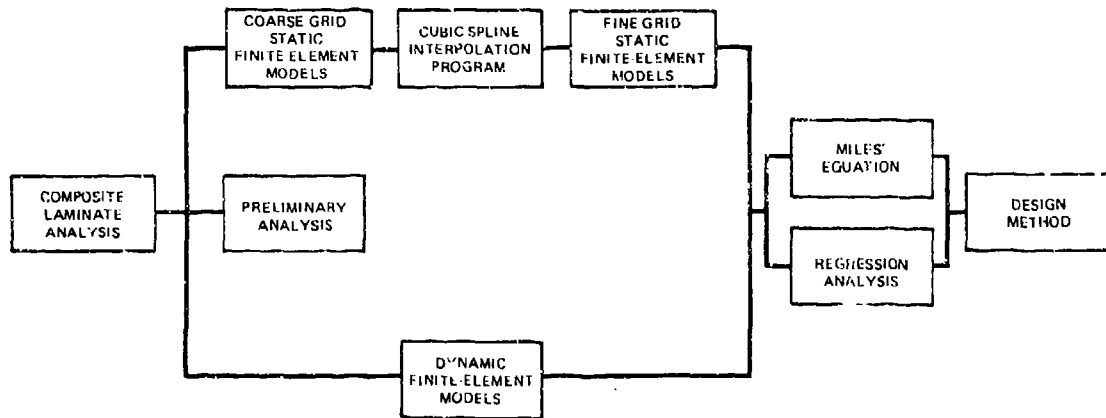 COARSE GRID
STATIC
FINITE-ELEMENT
MODELS
CUBIC SPLINE
INTERPOLATION
PROGRAM
FINE GRID
STATIC
FINITE-ELEMENT
MODELS
COMPOSITE
LAMINATE
ANALYSIS
PRELIMINARY
ANALYSIS
MILES'
EQUATION
REGRESSION
ANALYSIS
DESIGN
METHOD
DYNAMIC
FINITE-ELEMENT
MODELS